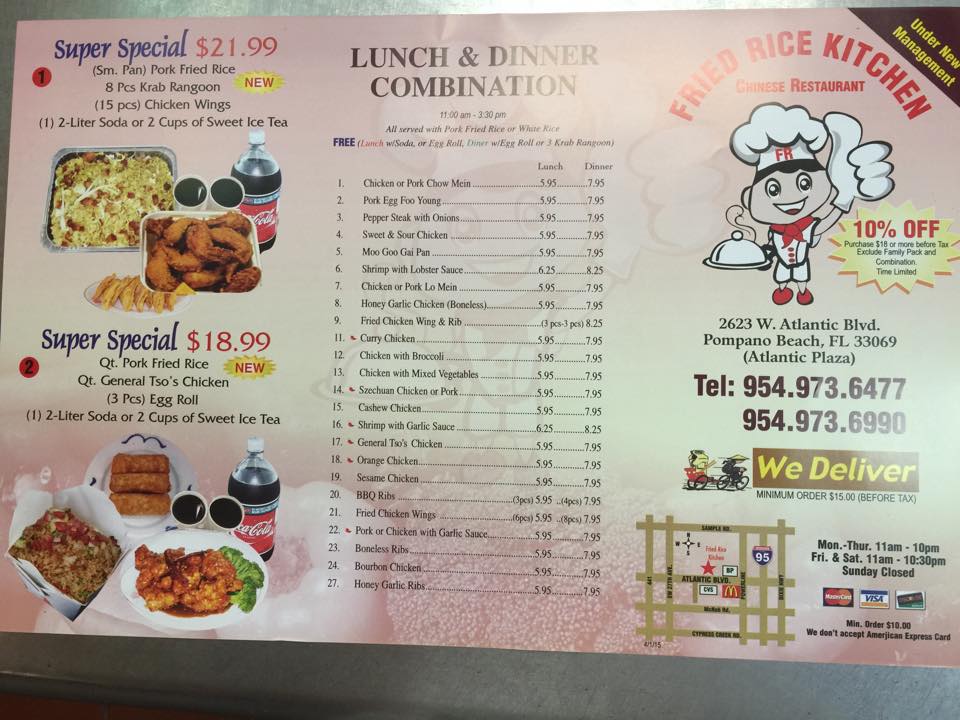 Super Special $21.99
1
(Sm. Pan) Pork Fried Rice
8 Pcs Krab Rangoon
NEW
(15 pcs) Chicken Wings
(1) 2-Liter Soda or 2 Cups of Sweet Ice Tea
Coca-Cola
Super Special $18.99
2
Qt. Pork Fried Rice
NEW
Qt. General Tso's Chicken
(3 Pcs) Egg Roll
(1) 2-Liter Soda or 2 Cups of Sweet Ice Tea
Coca-Cola
LUNCH & DINNER
COMBINATION
11:00 am - 3:30 pm
All served with Pork Fried Rice or White Rice
FREE (Lunch w/Soda, or Egg Roll, Diner w/Egg Roll or 3 Krab Rangoon)
Lunch Dinner
1. Chicken or Pork Chow Mein 5.95 7.95
2. Pork Egg Foo Young 5.95 7.95
3. Pepper Steak with Onions 5.95 7.95
4. Sweet & Sour Chicken 5.95 7.95
5. Moo Goo Gai Pan 5.95 7.95
6. Shrimp with Lobster Sauce 6.25 8.25
7. Chicken or Pork Lo Mein 5.95 7.95
8. Honey Garlic Chicken (Boneless) 5.95 7.95
9. Fried Chicken Wing & Rib (3 pcs-3 pcs) 8.25
11. Curry Chicken 5.95 7.95
12. Chicken with Broccoli 5.95 7.95
13. Chicken with Mixed Vegetables 5.95 7.95
14. Szechuan Chicken or Pork 5.95 7.95
15. Cashew Chicken 5.95 7.95
16. Shrimp with Garlic Sauce 6.25 8.25
17. General Tso's Chicken 5.95 7.95
18. Orange Chicken 5.95 7.95
19. Sesame Chicken 5.95 7.95
20. BBQ Ribs (3pcs) 5.95 (4pcs) 7.95
21. Fried Chicken Wings (6pcs) 5.95 (8pcs) 7.95
22. Pork or Chicken with Garlic Sauce 5.95 7.95
23. Boneless Ribs 5.95 7.95
24. Bourbon Chicken 5.95 7.95
27. Honey Garlic Ribs 5.95 7.95
Under New
Management
FRIED RICE KITCHEN
CHINESE RESTAURANT
FR
10% OFF
Purchase $18 or more before Tax
Exclude Family Pack and
Combination.
Time Limited
2623 W. Atlantic Blvd.
Pompano Beach, FL 33069
(Atlantic Plaza)
Tel: 954.973.6477
954.973.6990
We Deliver
MINIMUM ORDER $15.00 (BEFORE TAX)
SAMPLE RD.
N
W E
S
Fried Rice
Kitchen
95
BP
ATLANTIC BLVD.
CVS
McNab Rd.
CYPRESS CREEK RD.
441
POWERLINE
DIXIE HWY
4/1/15
Mon.-Thur. 11am - 10pm
Fri. & Sat. 11am - 10:30pm
Sunday Closed
MasterCard VISA
Min. Order $10.00
We don't accept Amerjican Express Card